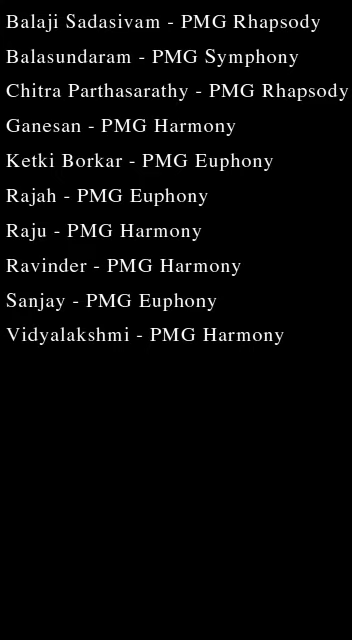 Balaji Sadasivam - PMG Rhapsody
Balasundaram - PMG Symphony
Chitra Parthasarathy - PMG Rhapsody
Ganesan - PMG Harmony
Ketki Borkar - PMG Euphony
Rajah - PMG Euphony
Raju - PMG Harmony
Ravinder - PMG Harmony
Sanjay - PMG Euphony
Vidyalakshmi - PMG Harmony